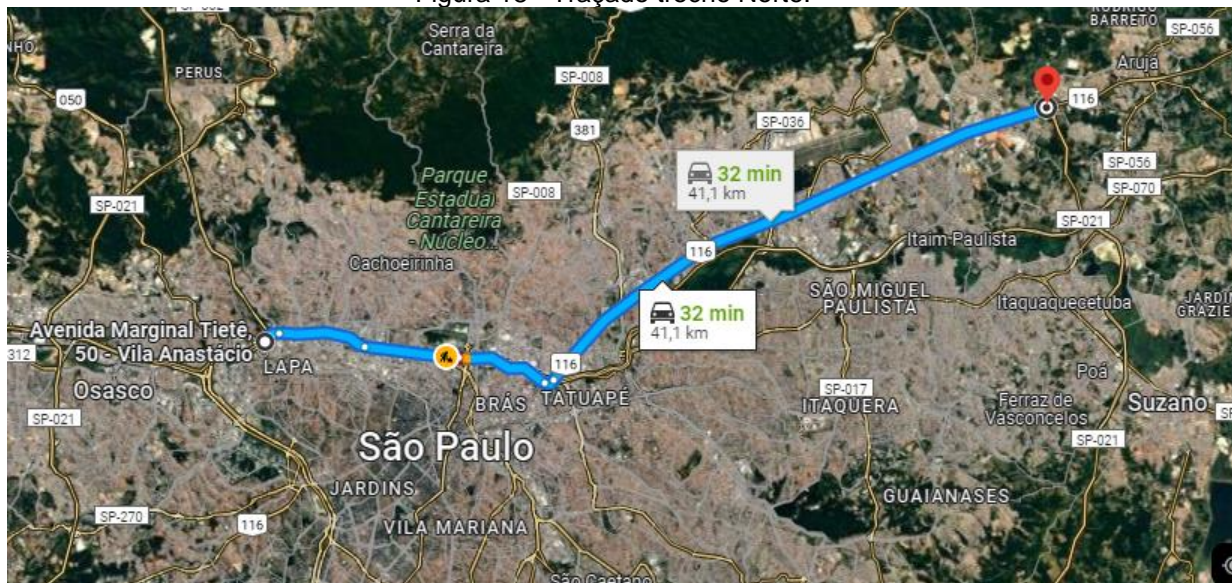 Figura 18 - Traçado trecho Norte.
BARRETO
SP-056
Serra da
Cantareira
PERUS
Arujá
SP-008
116
050
381
SP-036
32 min
41,1 km
SP-056
Parque
Estadual
Cantareira
- Núcleo...
SP-008
SP-070
SP-021
SP-021
Itaim Paulista
116
Cachoeirinha
SÃO MIGUEL
PAULISTA
Itaquaquecetuba
32 min
41,1 km
Avenida Marginal Tietê,
50 - Vila Anastácio
312
LAPA
116
Osasco
TATUAPÉ
BRÁS
SP-017
ITAQUERA
Poá
Ferraz de
Vasconcelos
Suzano
SP-021
SP-021
São Paulo
JARDINS
GUAIANASES
SP-270
116
VILA MARIANA
São Caetano